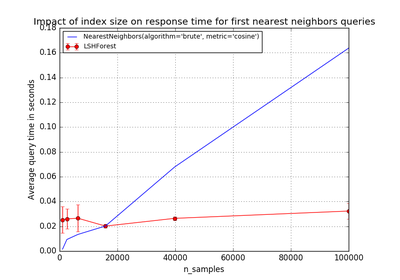 Impact of index size on response time for first nearest neighbors queries
0.18
0.16
0.14
0.12
0.10
0.08
0.06
0.04
0.02
0.00
Average query time in seconds
NearestNeighbors(algorithm='brute', metric='cosine')
LSHForest
0 20000 40000 60000 80000 100000
n_samples